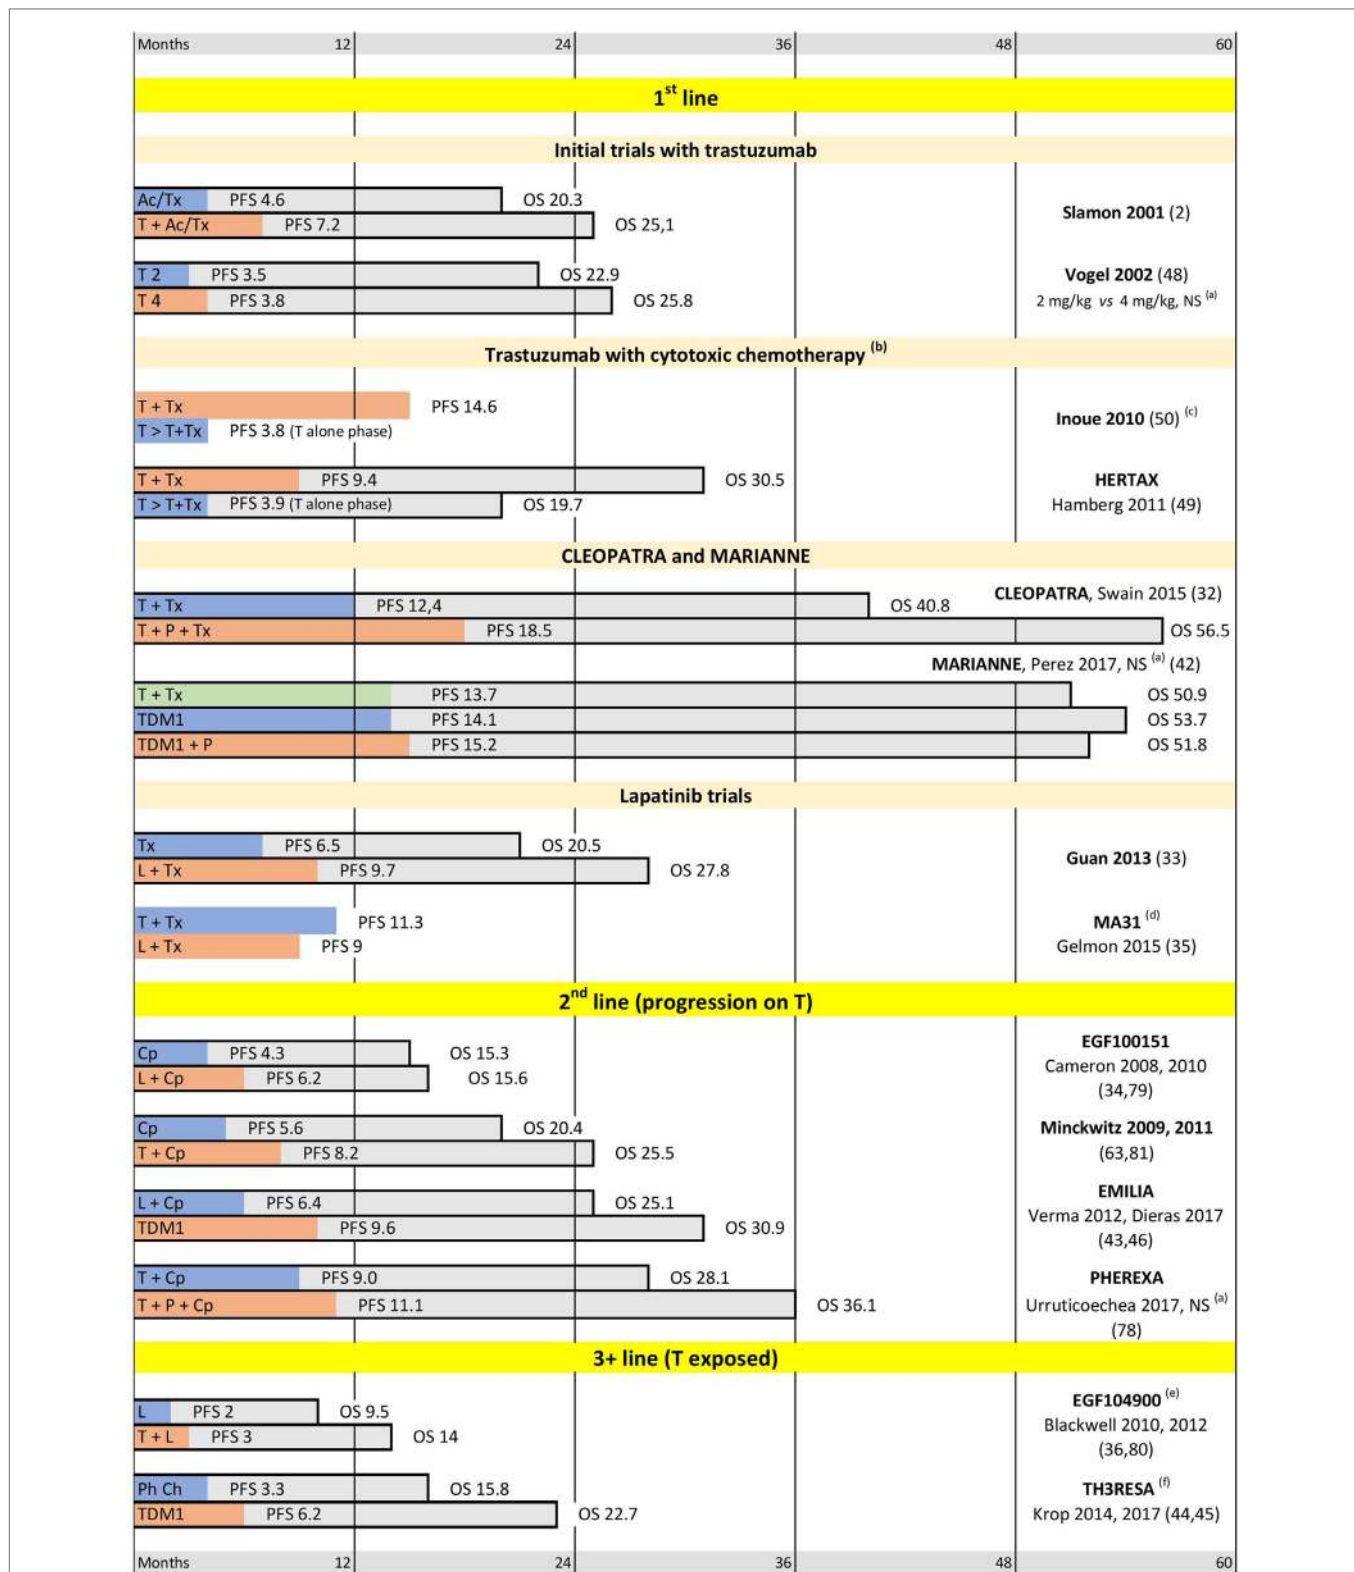 Months 12 24 36 48 60
1st line
Initial trials with trastuzumab
Ac/Tx PFS 4.6 OS 20.3
T + Ac/Tx PFS 7.2 OS 25,1
Slamon 2001 (2)
T 2 PFS 3.5 OS 22.9
T 4 PFS 3.8 OS 25.8
Vogel 2002 (48)
2 mg/kg vs 4 mg/kg, NS (a)
Trastuzumab with cytotoxic chemotherapy (b)
T + Tx PFS 14.6
T > T+Tx PFS 3.8 (T alone phase)
Inoue 2010 (50) (c)
T + Tx PFS 9.4 OS 30.5
T > T+Tx PFS 3.9 (T alone phase) OS 19.7
HERTAX
Hamberg 2011 (49)
CLEOPATRA and MARIANNE
CLEOPATRA, Swain 2015 (32)
T + Tx PFS 12,4 OS 40.8
T + P + Tx PFS 18.5 OS 56.5
MARIANNE, Perez 2017, NS (a) (42)
T + Tx PFS 13.7 OS 50.9
TDM1 PFS 14.1 OS 53.7
TDM1 + P PFS 15.2 OS 51.8
Lapatinib trials
Tx PFS 6.5 OS 20.5
L + Tx PFS 9.7 OS 27.8
Guan 2013 (33)
T + Tx PFS 11.3
L + Tx PFS 9
MA31 (d)
Gelmon 2015 (35)
2nd line (progression on T)
Cp PFS 4.3 OS 15.3
L + Cp PFS 6.2 OS 15.6
EGF100151
Cameron 2008, 2010
(34,79)
Cp PFS 5.6 OS 20.4
T + Cp PFS 8.2 OS 25.5
Minckwitz 2009, 2011
(63,81)
L + Cp PFS 6.4 OS 25.1
TDM1 PFS 9.6 OS 30.9
EMILIA
Verma 2012, Dieras 2017
(43,46)
T + Cp PFS 9.0 OS 28.1
T + P + Cp PFS 11.1 OS 36.1
PHEREXA
Urruticoechea 2017, NS (a)
(78)
3+ line (T exposed)
L PFS 2 OS 9.5
T + L PFS 3 OS 14
EGF104900 (e)
Blackwell 2010, 2012
(36,80)
Ph Ch PFS 3.3 OS 15.8
TDM1 PFS 6.2 OS 22.7
TH3RESA (f)
Krop 2014, 2017 (44,45)
Months 12 24 36 48 60